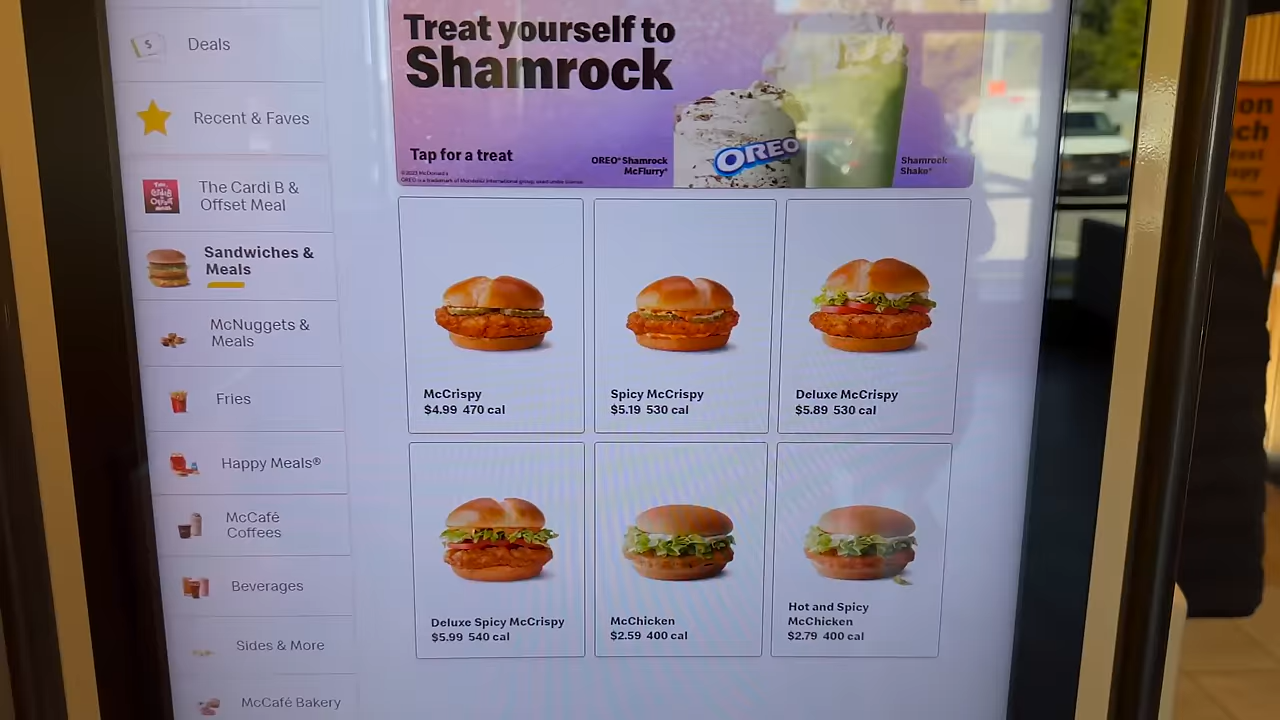 Deals
Recent & Faves
The Cardi B &
Offset Meal
Sandwiches &
Meals
McNuggets &
Meals
Fries
Happy Meals®
McCafé
Coffees
Beverages
Sides & More
McCafé Bakery
Treat yourself to
Shamrock
Tap for a treat
OREO® Shamrock
McFlurry®
OREO
Shamrock
Shake®
McCrispy
$4.99 470 cal
Spicy McCrispy
$5.19 530 cal
Deluxe McCrispy
$5.89 530 cal
Deluxe Spicy McCrispy
$5.99 540 cal
McChicken
$2.59 400 cal
Hot and Spicy
McChicken
$2.79 400 cal